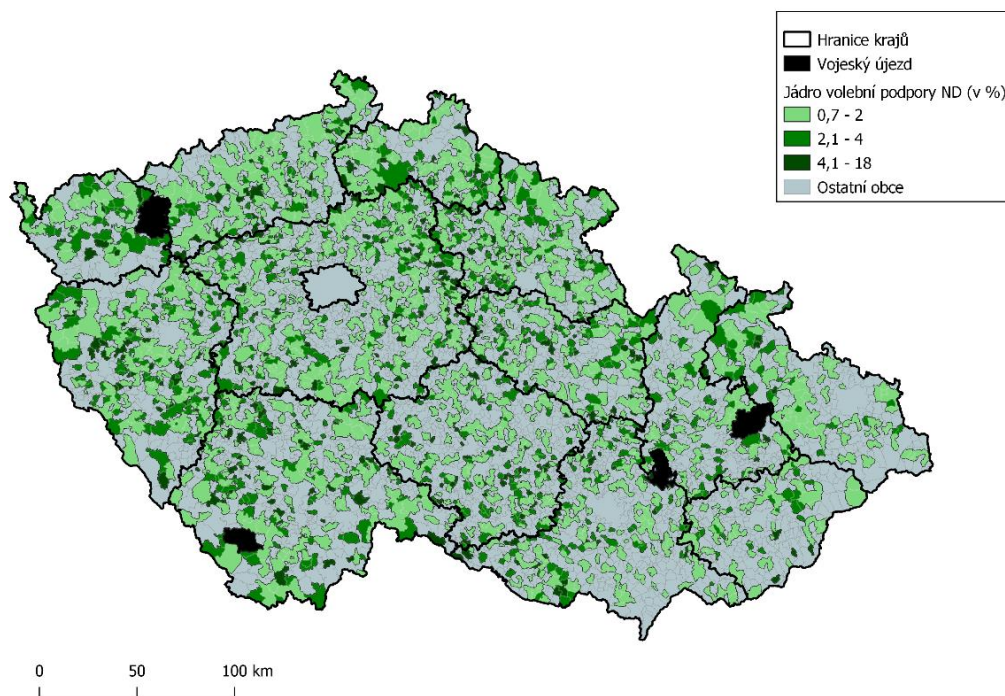 Hranice krajů
Vojeský újezd
Jádro volební podpory ND (v %)
0,7 - 2
2,1 - 4
4,1 - 18
Ostatní obce
0 50 100 km